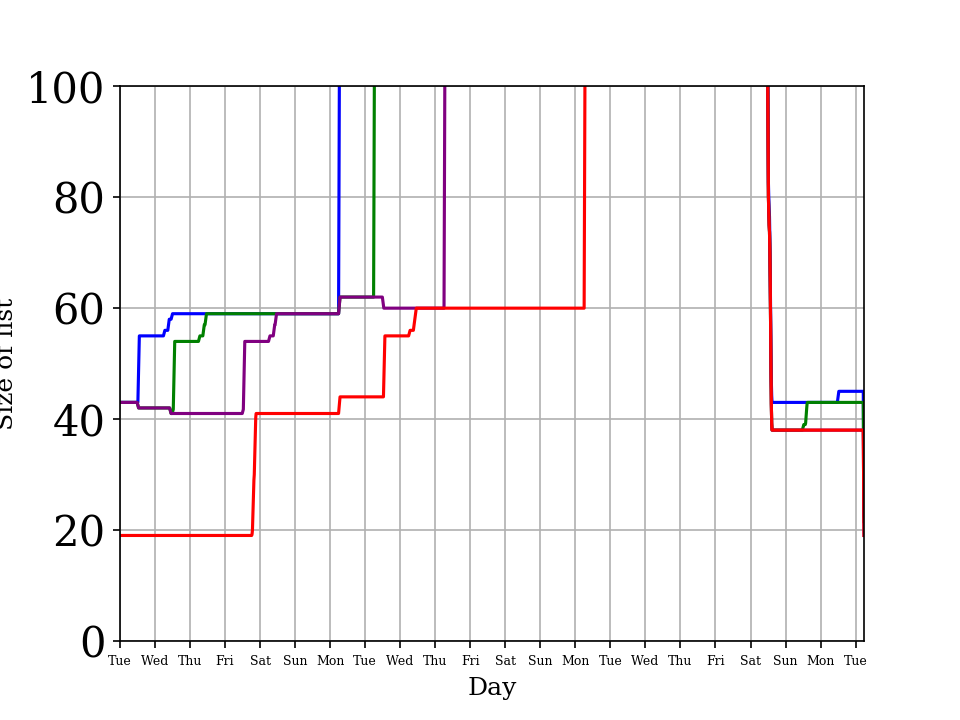 100
80
60
40
20
0
Size of list
Tue Wed Thu Fri Sat Sun Mon Tue Wed Thu Fri Sat Sun Mon Tue Wed Thu Fri Sat Sun Mon Tue
Day